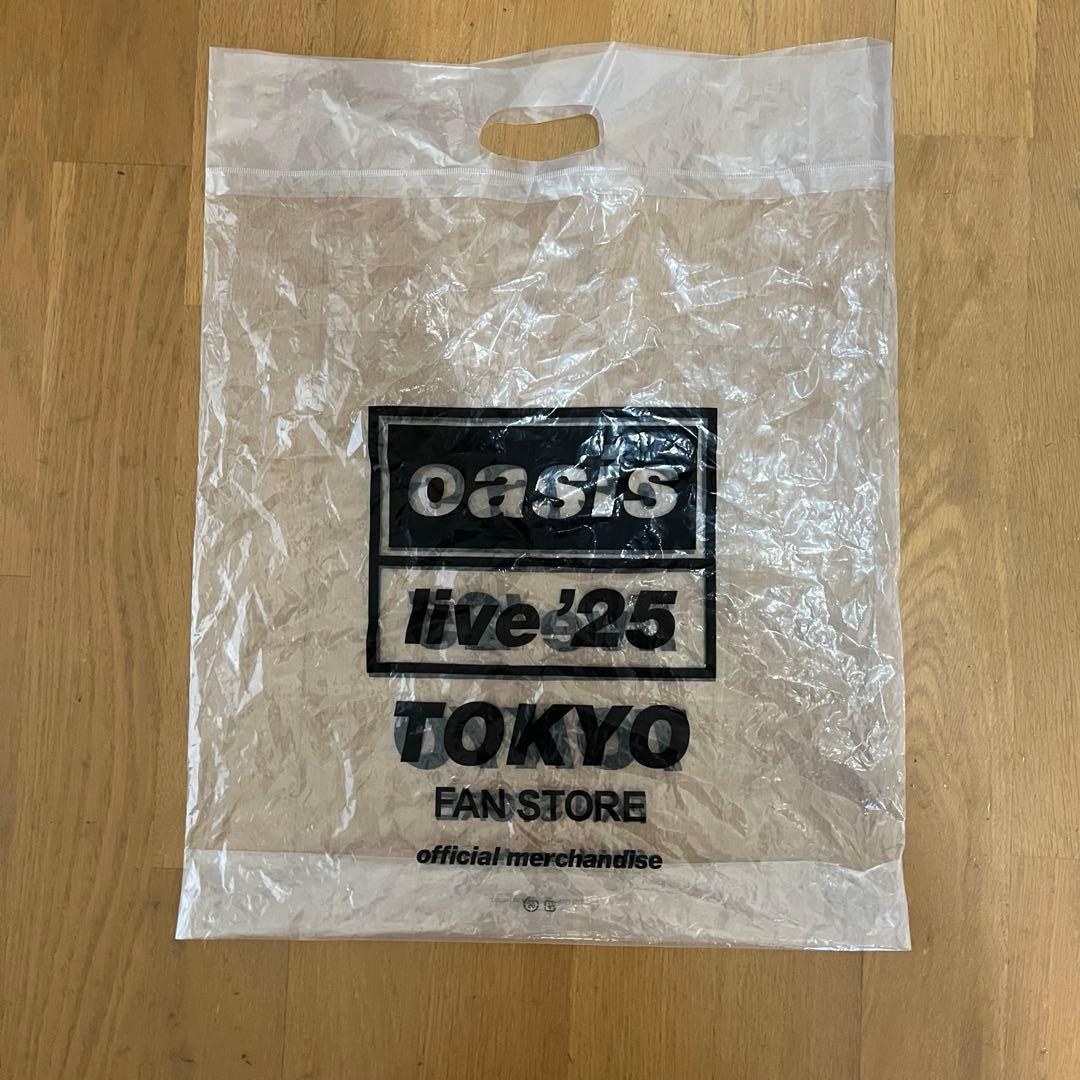 oasis
live '25
TOKYO
FAN STORE
official merchandise